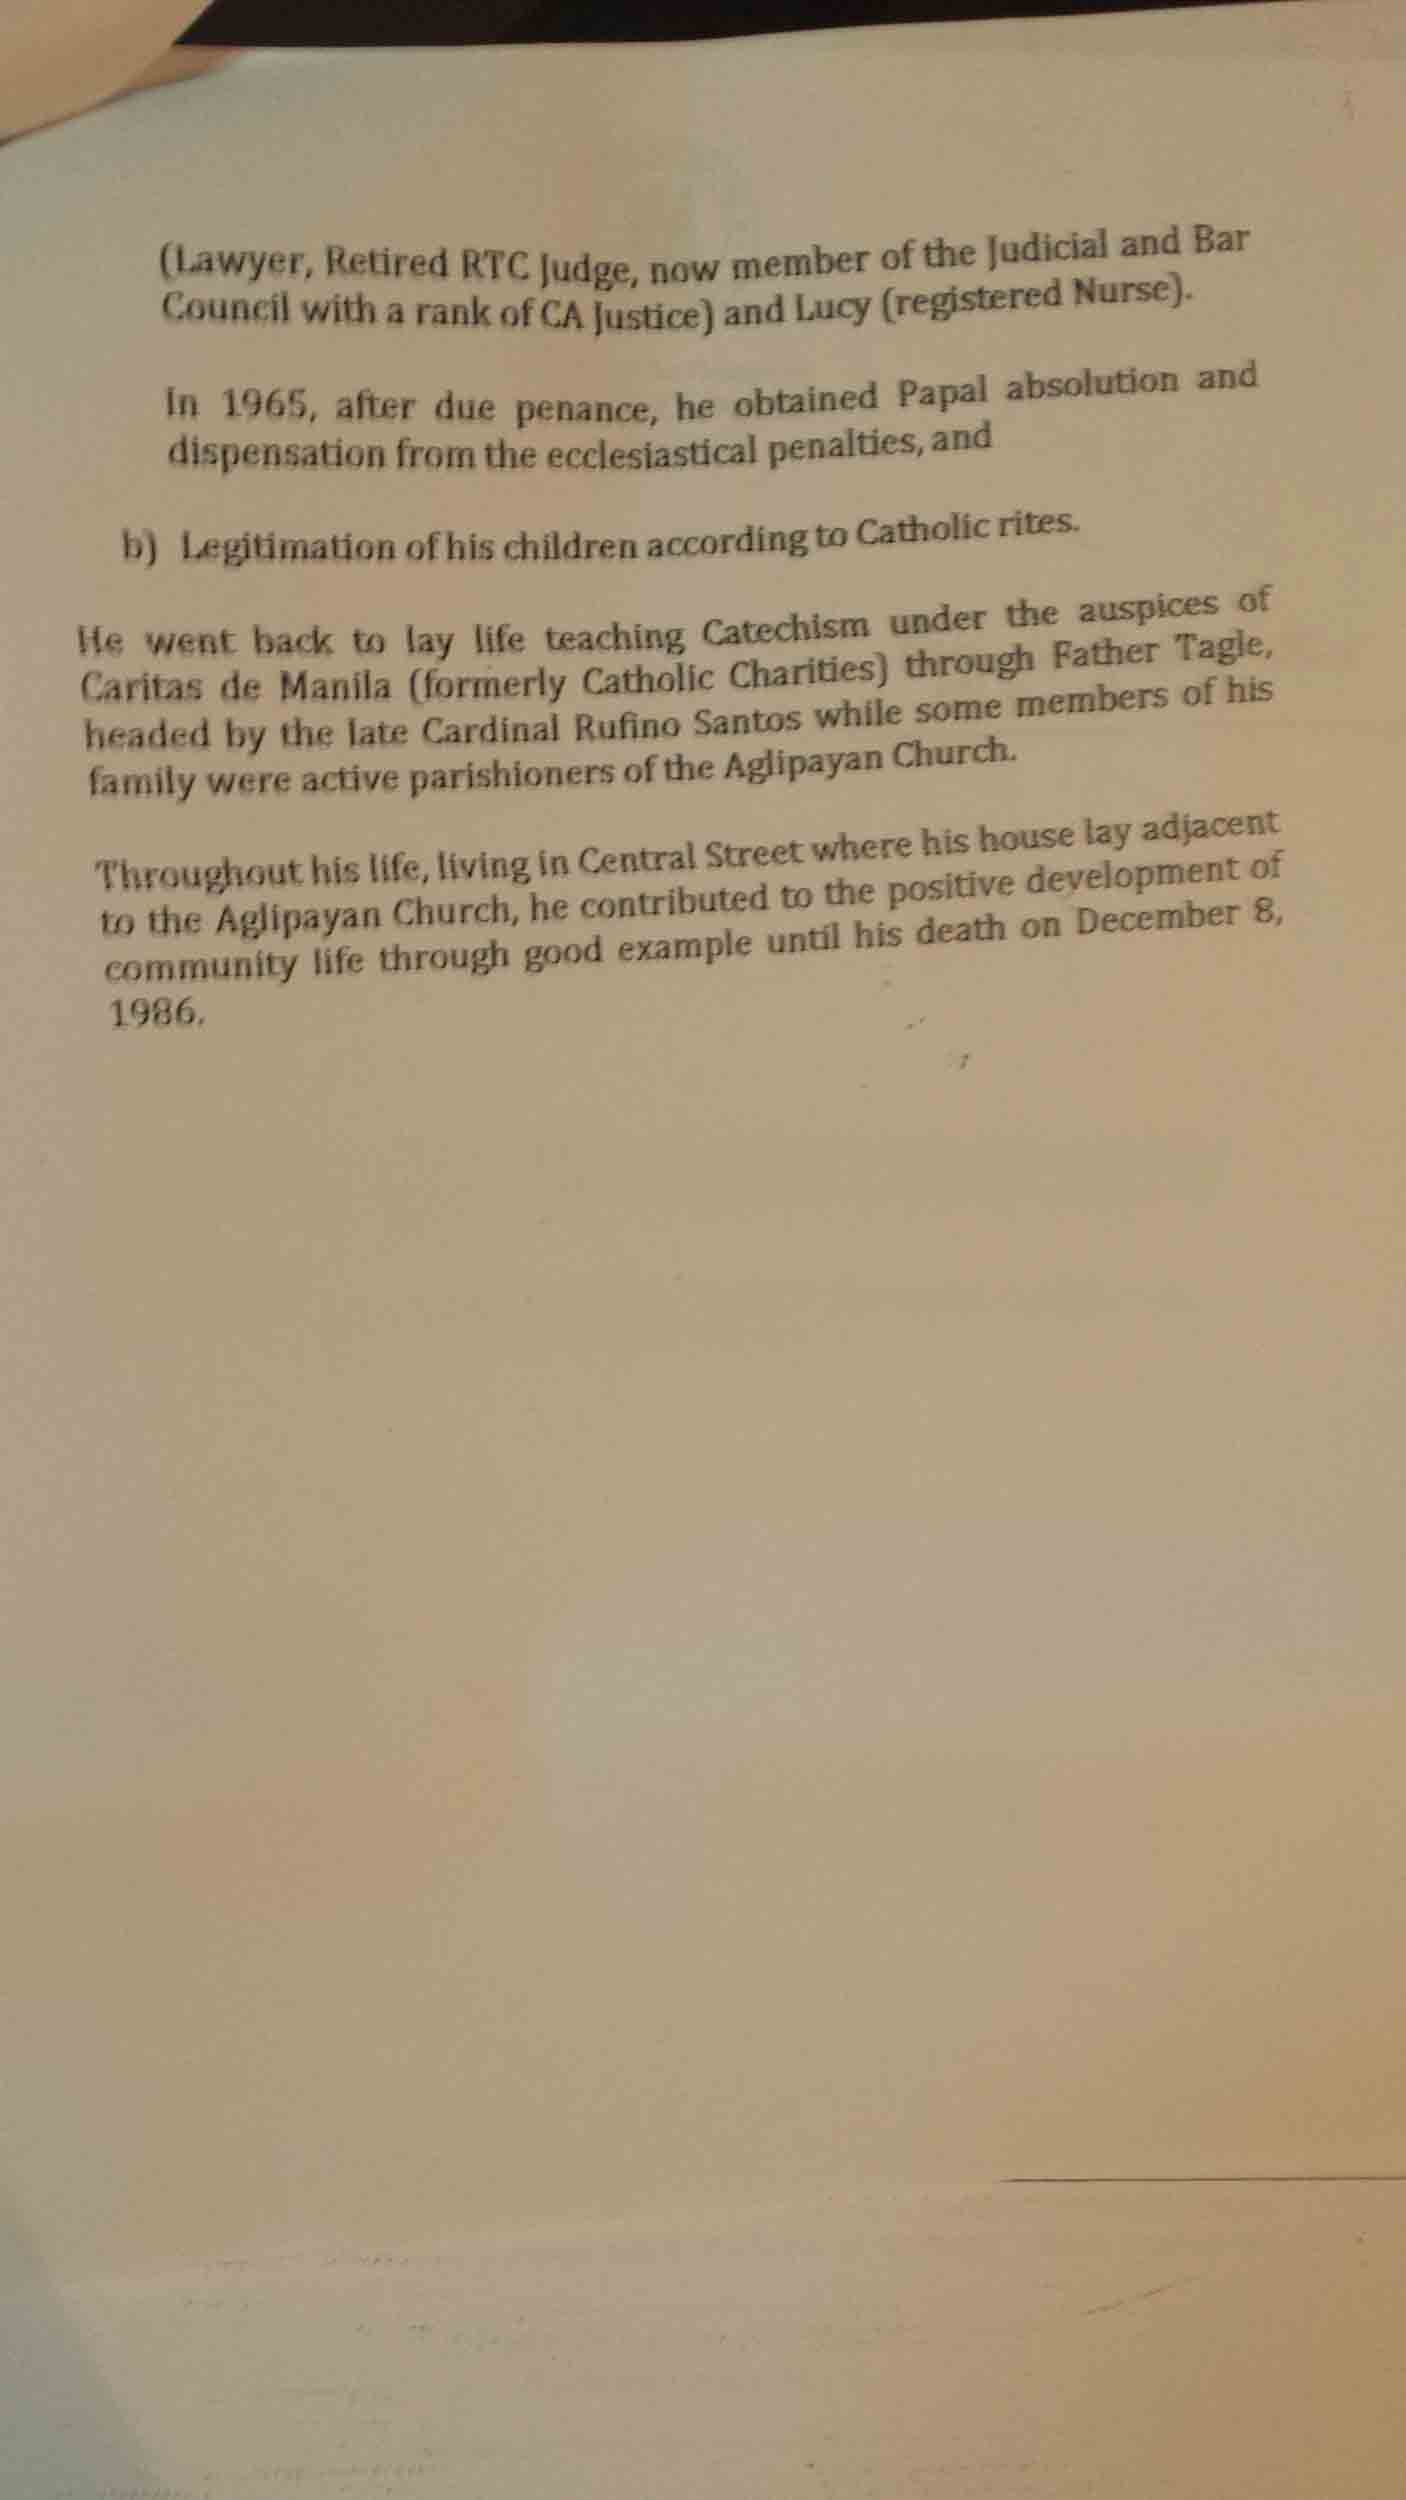 (Lawyer, Retired RTC Judge, now member of the Judicial and Bar
Council with a rank of CA Justice) and Lucy (registered Nurse).
In 1965, after due penance, he obtained Papal absolution and
dispensation from the ecclesiastical penalties, and
b) Legitimation of his children according to Catholic rites.
He went back to lay life teaching Catechism under the auspices of
Caritas de Manila (formerly Catholic Charities) through Father Tagle,
headed by the late Cardinal Rufino Santos while some members of his
family were active parishioners of the Aglipayan Church.
Throughout his life, living in Central Street where his house lay adjacent
to the Aglipayan Church, he contributed to the positive development of
community life through good example until his death on December 8,
1986.